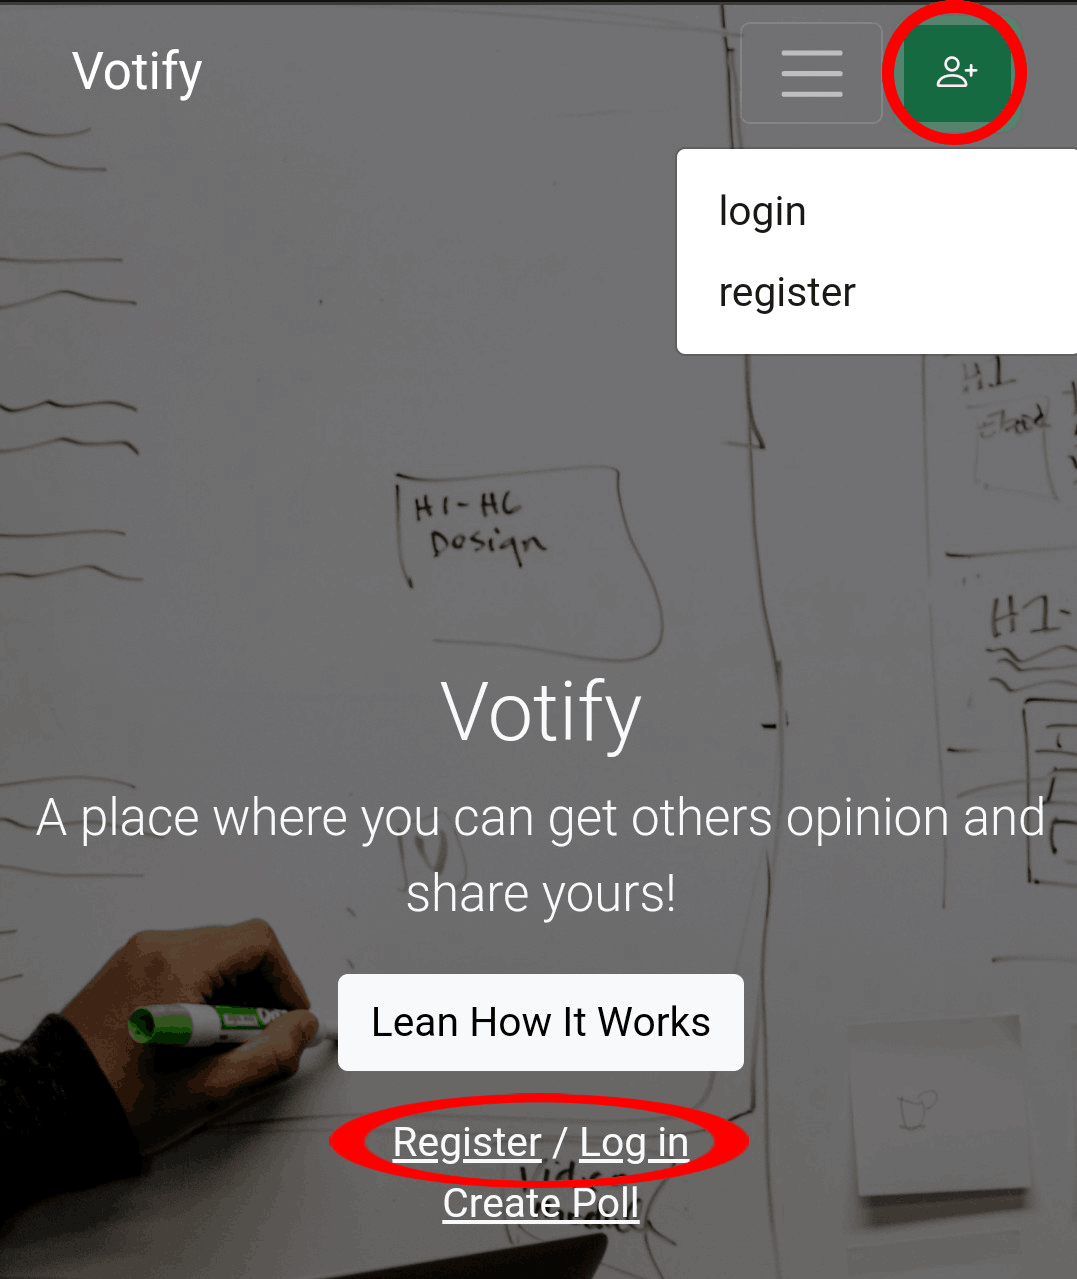 Votify
login
register
H1
H1-HC
Design
H1-
Votify
A place where you can get others opinion and
share yours!
Lean How It Works
Register / Log in
Create Poll